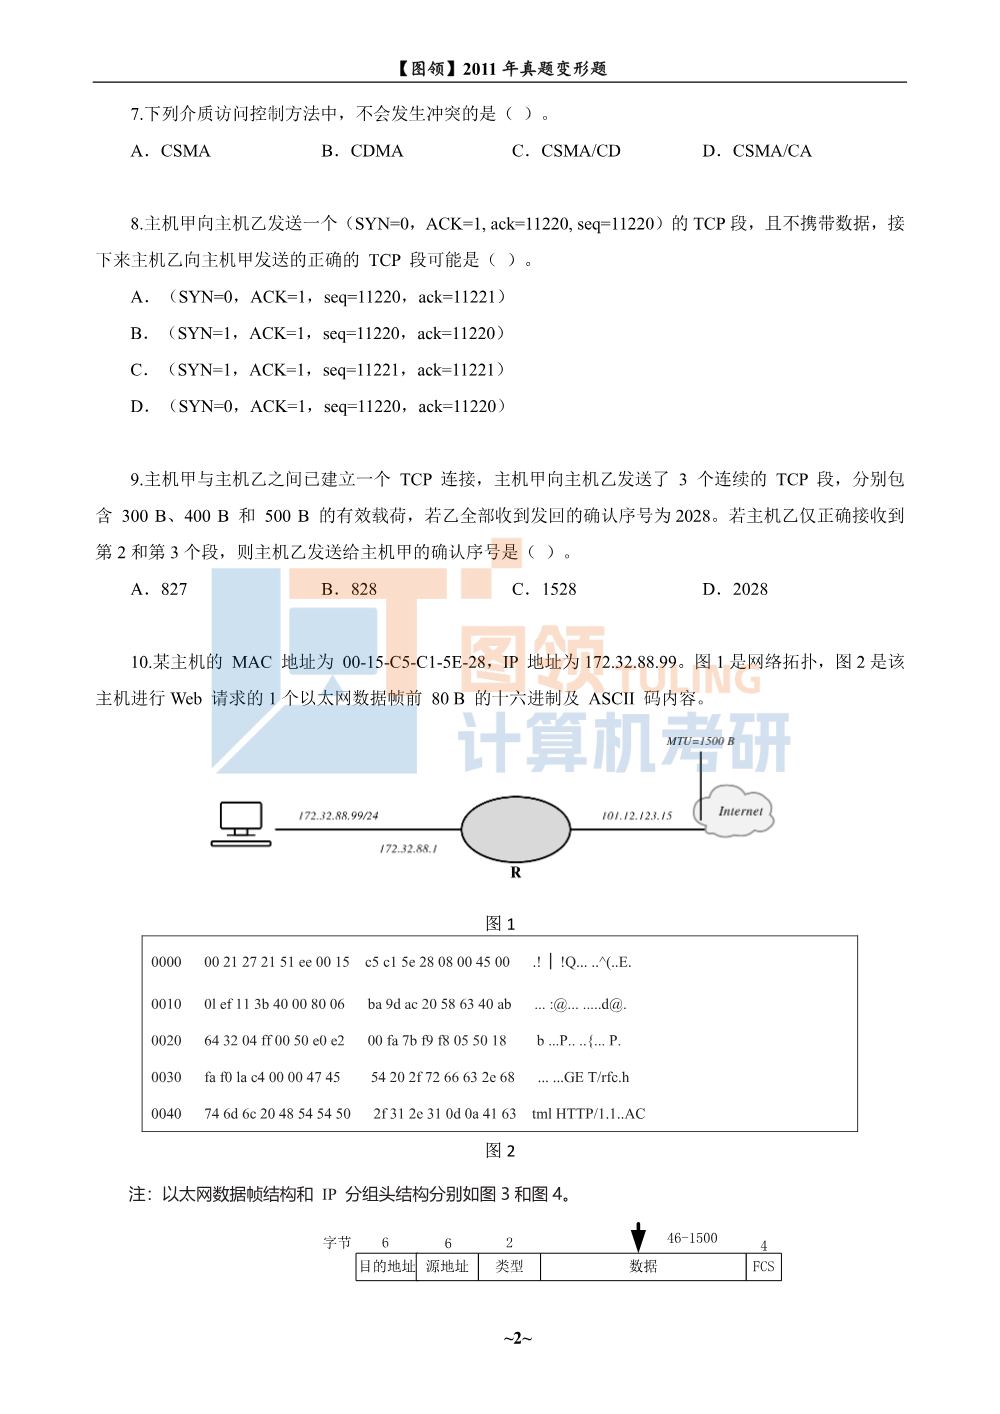 【图领】2011 年真题变形题
7.下列介质访问控制方法中，不会发生冲突的是（ ）。
A．CSMA B．CDMA C．CSMA/CD D．CSMA/CA
8.主机甲向主机乙发送一个（SYN=0，ACK=1, ack=11220, seq=11220）的 TCP 段，且不携带数据，接
下来主机乙向主机甲发送的正确的 TCP 段可能是（ ）。
A．（SYN=0，ACK=1，seq=11220，ack=11221）
B．（SYN=1，ACK=1，seq=11220，ack=11220）
C．（SYN=1，ACK=1，seq=11221，ack=11221）
D．（SYN=0，ACK=1，seq=11220，ack=11220）
9.主机甲与主机乙之间已建立一个 TCP 连接，主机甲向主机乙发送了 3 个连续的 TCP 段，分别包
含 300 B、400 B 和 500 B 的有效载荷，若乙全部收到发回的确认序号为 2028。若主机乙仅正确接收到
第 2 和第 3 个段，则主机乙发送给主机甲的确认序号是（ ）。
A．827 B．828 C．1528 D．2028
图领 TULING
计算机考研
10.某主机的 MAC 地址为 00-15-C5-C1-5E-28，IP 地址为 172.32.88.99。图 1 是网络拓扑，图 2 是该
主机进行 Web 请求的 1 个以太网数据帧前 80 B 的十六进制及 ASCII 码内容。
MTU=1500 B
172.32.88.99/24 101.12.123.15 Internet
172.32.88.1
R
图 1
0000 00 21 27 21 51 ee 00 15 c5 c1 5e 28 08 00 45 00 .!│!Q... ..^(..E.
0010 0l ef 11 3b 40 00 80 06 ba 9d ac 20 58 63 40 ab ... :@... .....d@.
0020 64 32 04 ff 00 50 e0 e2 00 fa 7b f9 f8 05 50 18 b ...P.. ..{... P.
0030 fa f0 la c4 00 00 47 45 54 20 2f 72 66 63 2e 68 ... ...GE T/rfc.h
0040 74 6d 6c 20 48 54 54 50 2f 31 2e 31 0d 0a 41 63 tml HTTP/1.1..AC
图 2
注：以太网数据帧结构和 IP 分组头结构分别如图 3 和图 4。
字节 6 6 2 46-1500 4
目的地址 源地址 类型 数据 FCS
~2~